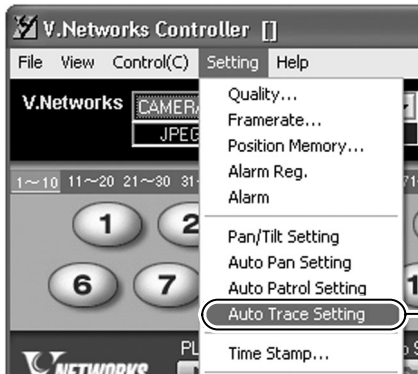 V.Networks Controller []
File View Control(C) Setting Help
V.Networks
JPEG
Quality...
Framerate...
Position Memory...
Alarm Reg.
Alarm
1~10 11~20 21~30
1 2
Pan/Tilt Setting
Auto Pan Setting
6 7
Auto Patrol Setting
Auto Trace Setting
Time Stamp...
V.NETWORKS